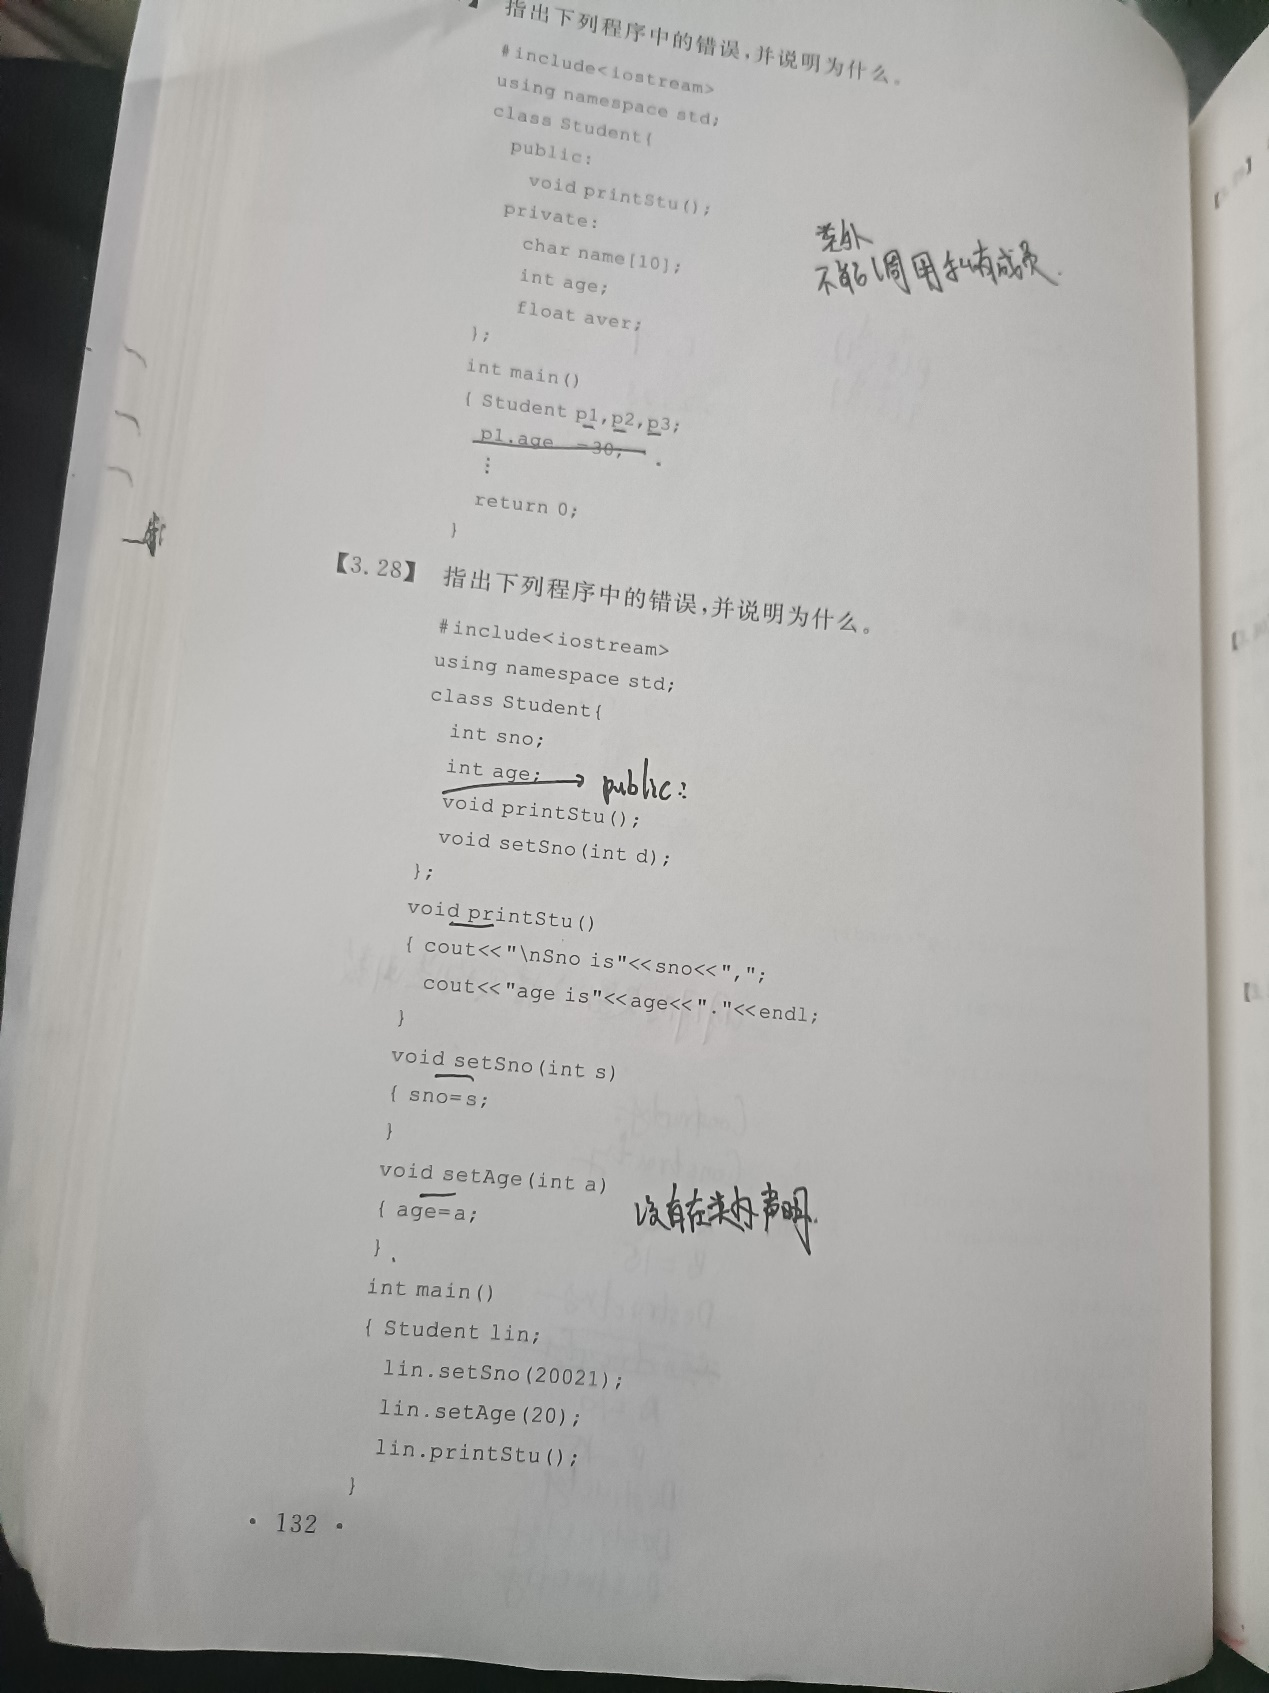 指出下列程序中的错误,并说明为什么。
#include<iostream>
using namespace std;
class Student{
public:
void printStu();
private:
char name[10];
int age;
float aver;
};
类外
不能调用私有成员.
int main()
{ Student p1,p2,p3;
p1.age =30;
⋮
return 0;
}
【3.28】 指出下列程序中的错误,并说明为什么。
#include<iostream>
using namespace std;
class Student{
int sno;
int age; → public:
void printStu();
void setSno(int d);
};
void printStu()
{ cout<<"\nSno is"<<sno<<",";
cout<<"age is"<<age<<"."<<endl;
}
void setSno(int s)
{ sno=s;
}
void setAge(int a)
{ age=a; 没有在类内声明.
}
int main()
{ Student lin;
lin.setSno(20021);
lin.setAge(20);
lin.printStu();
}
· 132 ·